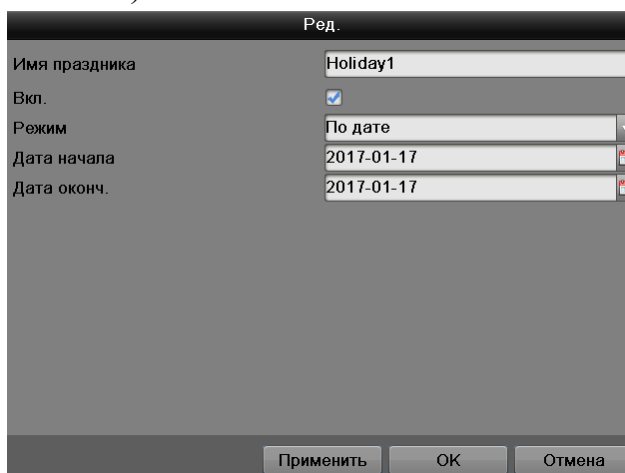 Ред.
Имя праздника Holiday1
Вкл.
Режим По дате
Дата начала 2017-01-17
Дата оконч. 2017-01-17
Применить OK Отмена